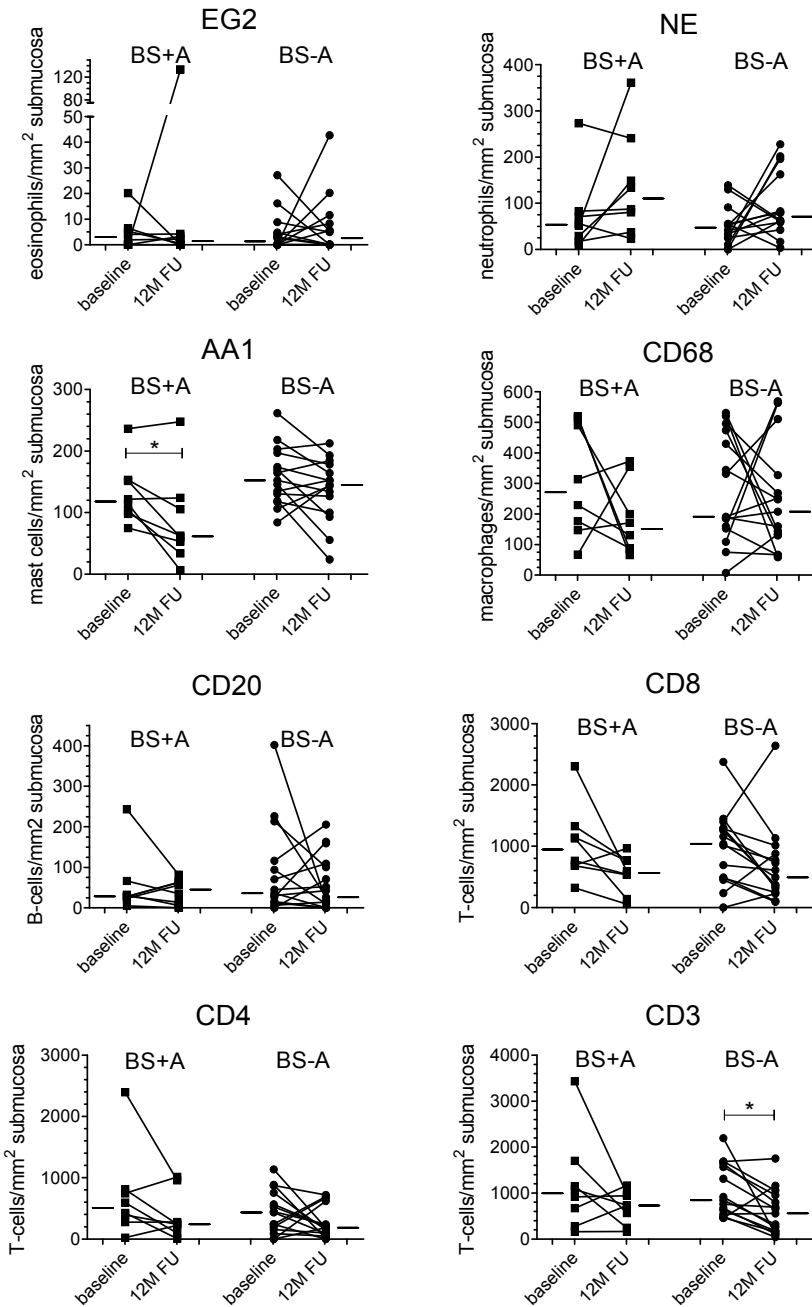 EG2
eosinophils/mm² submucosa
120
80
50
40
30
20
10
0
BS+A
BS-A
baseline
12M FU
baseline
12M FU
NE
neutrophils/mm² submucosa
400
300
200
100
0
BS+A
BS-A
baseline
12M FU
baseline
12M FU
AA1
mast cells/mm² submucosa
300
200
100
0
BS+A
BS-A
*
baseline
12M FU
baseline
12M FU
CD68
macrophages/mm² submucosa
600
500
400
300
200
100
0
BS+A
BS-A
baseline
12M FU
baseline
12M FU
CD20
B-cells/mm2 submucosa
400
300
200
100
0
BS+A
BS-A
baseline
12M FU
baseline
12M FU
CD8
T-cells/mm² submucosa
3000
2000
1000
0
BS+A
BS-A
baseline
12M FU
baseline
12M FU
CD4
T-cells/mm² submucosa
3000
2000
1000
0
BS+A
BS-A
baseline
12M FU
baseline
12M FU
CD3
T-cells/mm² submucosa
4000
3000
2000
1000
0
BS+A
BS-A
*
baseline
12M FU
baseline
12M FU